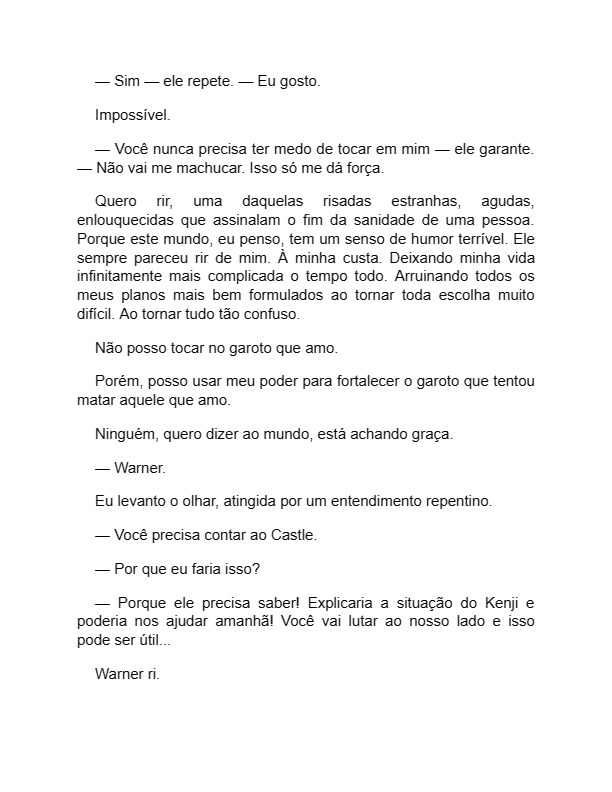 — Sim — ele repete. — Eu gosto.
Impossível.
— Você nunca precisa ter medo de tocar em mim — ele garante.
— Não vai me machucar. Isso só me dá força.
Quero rir, uma daquelas risadas estranhas, agudas,
enlouquecidas que assinalam o fim da sanidade de uma pessoa.
Porque este mundo, eu penso, tem um senso de humor terrível. Ele
sempre pareceu rir de mim. À minha custa. Deixando minha vida
infinitamente mais complicada o tempo todo. Arruinando todos os
meus planos mais bem formulados ao tornar toda escolha muito
difícil. Ao tornar tudo tão confuso.
Não posso tocar no garoto que amo.
Porém, posso usar meu poder para fortalecer o garoto que tentou
matar aquele que amo.
Ninguém, quero dizer ao mundo, está achando graça.
— Warner.
Eu levanto o olhar, atingida por um entendimento repentino.
— Você precisa contar ao Castle.
— Por que eu faria isso?
— Porque ele precisa saber! Explicaria a situação do Kenji e
poderia nos ajudar amanhã! Você vai lutar ao nosso lado e isso
pode ser útil...
Warner ri.